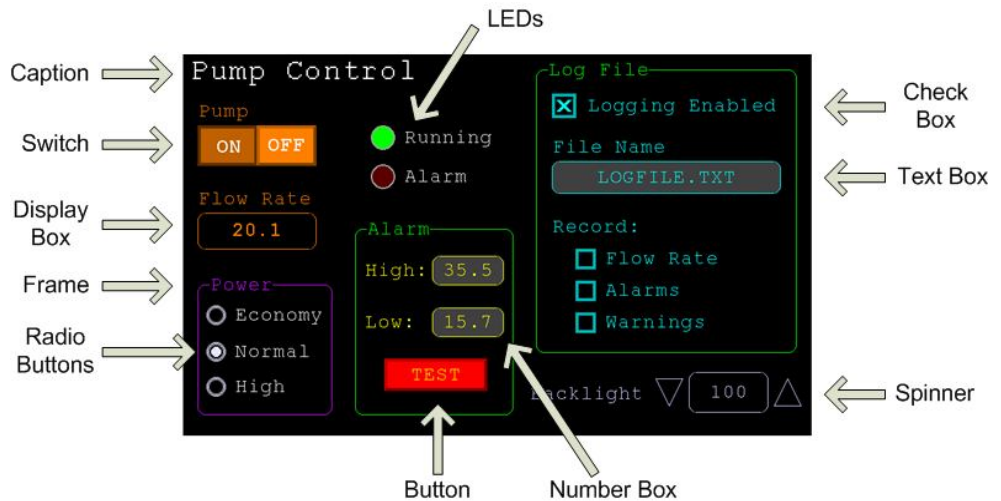 LEDs
Caption
Pump Control
Log File
Pump
Logging Enabled
Check
Box
Switch
ON
OFF
Running
File Name
Alarm
LOGFILE.TXT
Text Box
Flow Rate
Display
Box
20.1
Alarm
Record:
Flow Rate
High:
35.5
Frame
Power
Alarms
Economy
Low:
15.7
Warnings
Radio
Buttons
Normal
High
TEST
Backlight
100
Spinner
Button
Number Box